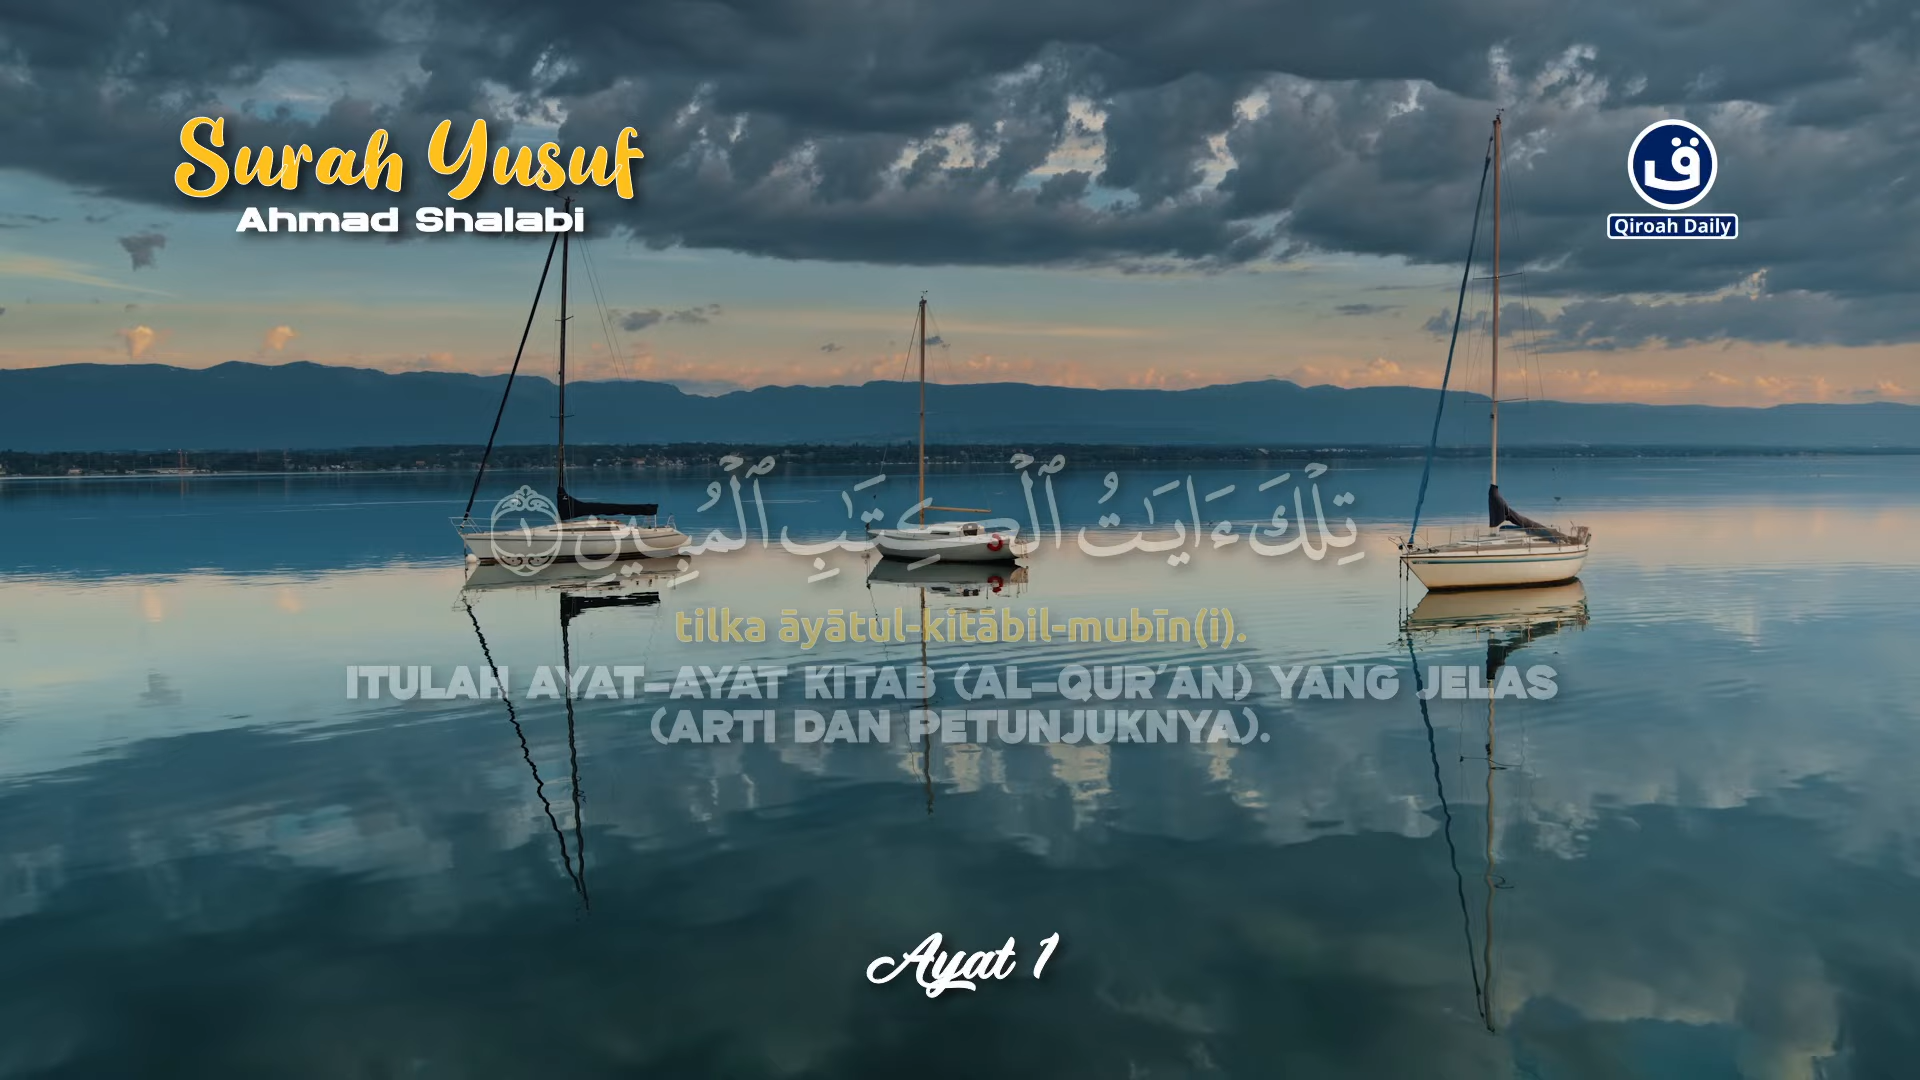 Surah Yusuf
Ahmad Shalabi
ق
Qiroah Daily
تِلْكَ ءَايَٰتُ ٱلْكِتَٰبِ ٱلْمُبِينِ ١
tilka āyātul-kitābil-mubīn(i).
ITULAH AYAT-AYAT KITAB (AL-QUR'AN) YANG JELAS
(ARTI DAN PETUNJUKNYA).
Ayat 1